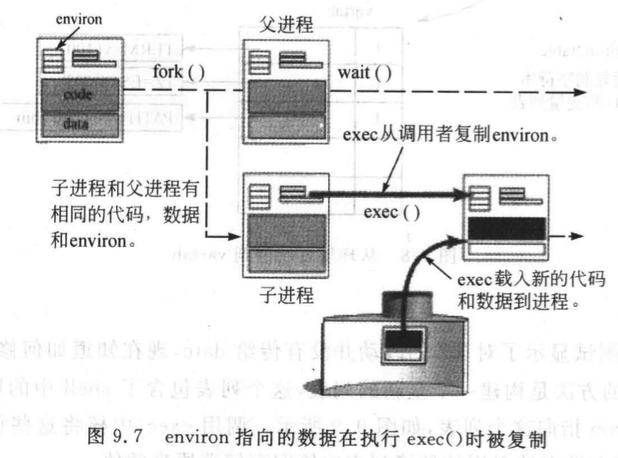 environ
父进程
fork ( )
wait ( )
code
data
exec从调用者复制environ。
子进程和父进程有
相同的代码，数据
和environ。
exec ( )
子进程
exec载入新的代码
和数据到进程。
图 9.7 environ 指向的数据在执行 exec()时被复制